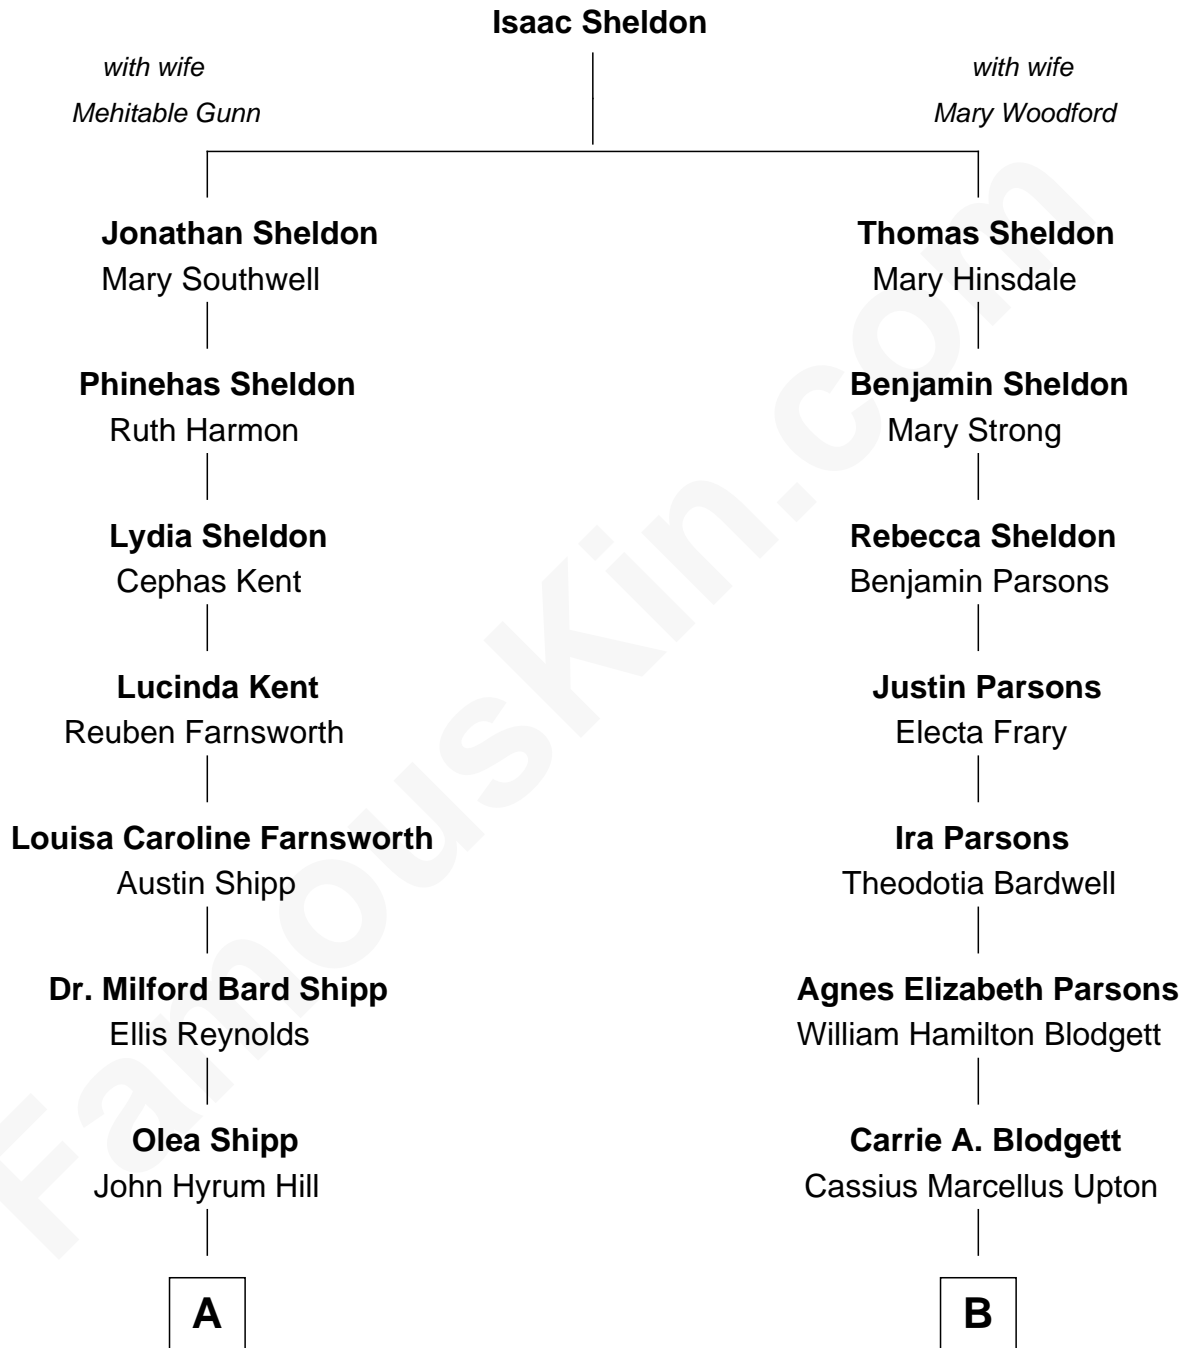 Isaac Sheldon
with wife
Mehitable Gunn
with wife
Mary Woodford
Jonathan Sheldon
Mary Southwell
Thomas Sheldon
Mary Hinsdale
Phinehas Sheldon
Ruth Harmon
Benjamin Sheldon
Mary Strong
Lydia Sheldon
Cephas Kent
Rebecca Sheldon
Benjamin Parsons
Lucinda Kent
Reuben Farnsworth
Justin Parsons
Electa Frary
Louisa Caroline Farnsworth
Austin Shipp
Ira Parsons
Theodotia Bardwell
Dr. Milford Bard Shipp
Ellis Reynolds
Agnes Elizabeth Parsons
William Hamilton Blodgett
Olea Shipp
John Hyrum Hill
Carrie A. Blodgett
Cassius Marcellus Upton
A
B
FamousKin.com